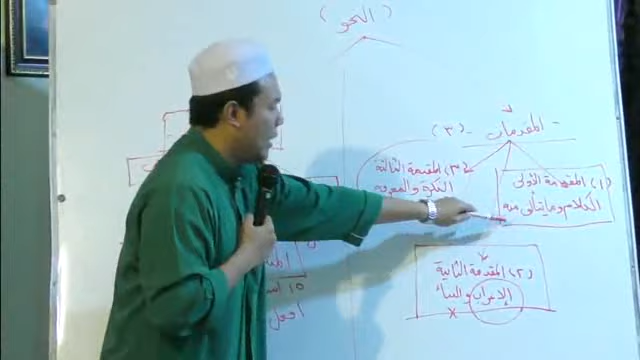 ( النحو )
- المقدمات - (٣)
(١) المقدمة الأولى
الكلام وما يتألف منه
(٢) المقدمة الثانية
الإعراب والبناء
(٣) المقدمة الثالثة
النكرة والمعرفة
١٥